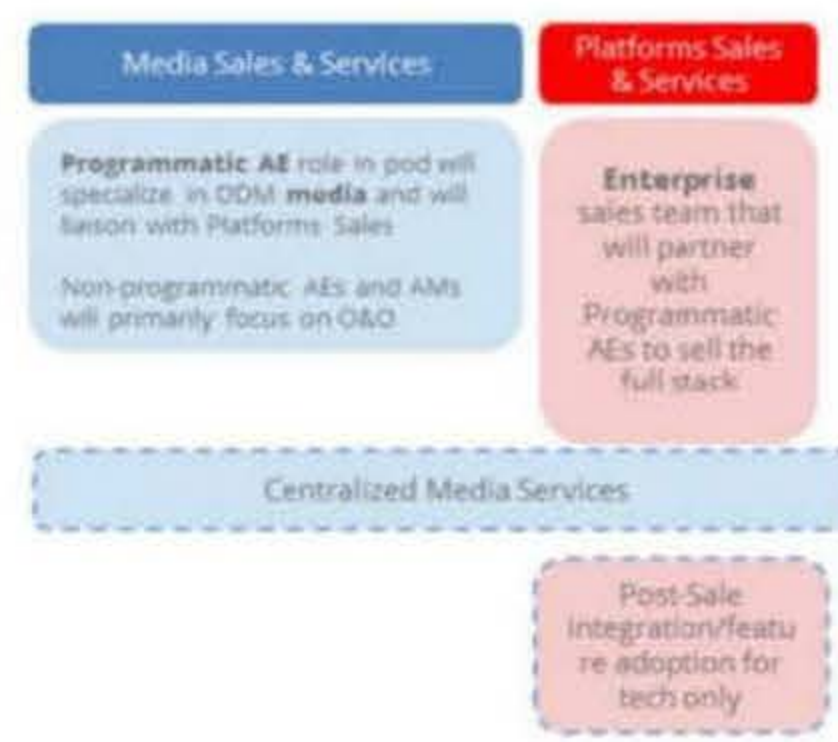 Media Sales & Services
Programmatic AE role in pod will
specialize in DDM media and will
liaison with Platforms Sales
Non-programmatic AEs and AMs
will primarily focus on O&O
Platforms Sales
& Services
Enterprise
sales team that
will partner
with
Programmatic
AEs to sell the
full stack
Centralized Media Services
Post-Sale
integration/featu
re adoption for
tech only